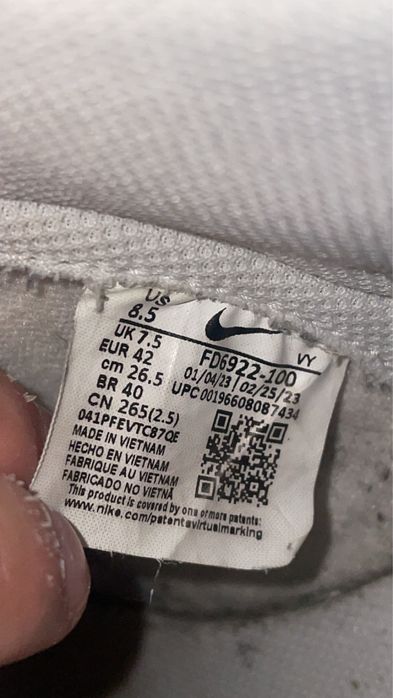 US
8.5
UK 7.5
EUR 42
cm 26.5
BR 40
CN 265(2.5)
FD6922-100 VY
01/04/23 | 02/25/23
UPC 00196608087434
041PFEVTC87QE
MADE IN VIETNAM
HECHO EN VIETNAM
FABRIQUE AU VIETNAM
FABRICADO NO VIETNÃ
This product is covered by one or more patents:
www.nike.com/patentsvirtualmarking